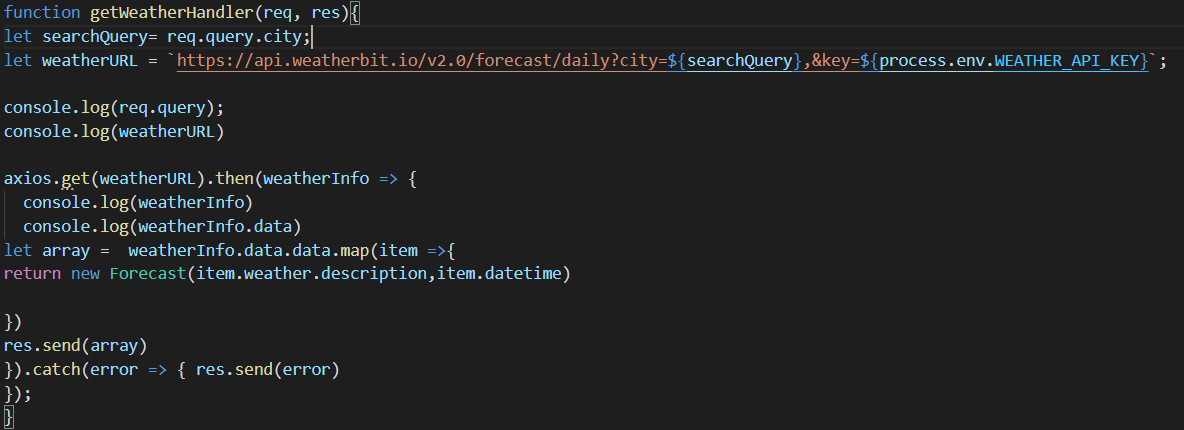 function getWeatherHandler(req, res){
let searchQuery= req.query.city;
let weatherURL = `https://api.weatherbit.io/v2.0/forecast/daily?city=${searchQuery},&key=${process.env.WEATHER_API_KEY}`;
console.log(req.query);
console.log(weatherURL)
axios.get(weatherURL).then(weatherInfo => {
console.log(weatherInfo)
console.log(weatherInfo.data)
let array =  weatherInfo.data.data.map(item =>{
return new Forecast(item.weather.description,item.datetime)
})
res.send(array)
}).catch(error => { res.send(error)
});
}